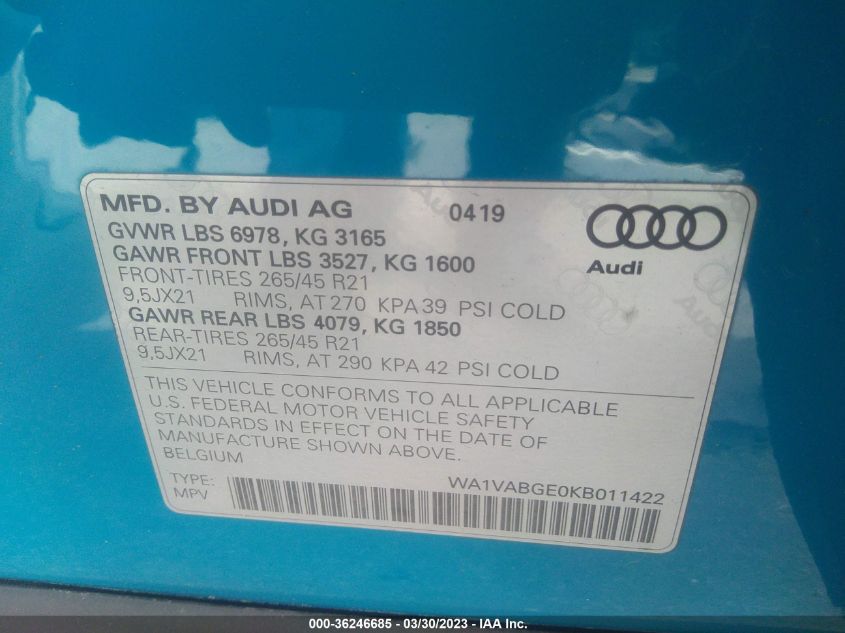 MFD. BY AUDI AG 0419
GVWR LBS 6978, KG 3165
GAWR FRONT LBS 3527, KG 1600
FRONT-TIRES 265/45 R21
9,5JX21 RIMS, AT 270 KPA 39 PSI COLD
GAWR REAR LBS 4079, KG 1850
REAR-TIRES 265/45 R21
9,5JX21 RIMS, AT 290 KPA 42 PSI COLD
Audi
THIS VEHICLE CONFORMS TO ALL APPLICABLE
U.S. FEDERAL MOTOR VEHICLE SAFETY
STANDARDS IN EFFECT ON THE DATE OF
MANUFACTURE SHOWN ABOVE.
BELGIUM
TYPE: WA1VABGE0KB011422
MPV
000-36246685 - 03/30/2023 - IAA Inc.